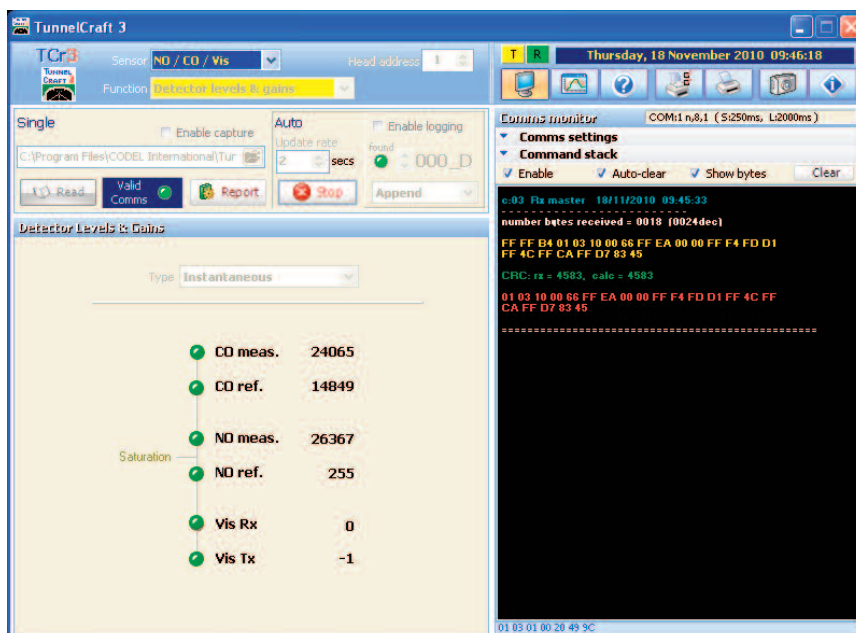 TunnelCraft 3
TCr3
TUNNEL
CRAFT 3
Sensor NO / CO / Vis
Head address 1
Function Detector levels & gains
T R Thursday, 18 November 2010 09:46:18
Single
Enable capture
C:\Program Files\CODEL International\Tur
Read
Valid
Comms
Report
Auto
Enable logging
Update rate
2 secs
found
000_D
Stop
Append
Comms monitor COM:1 n,8,1 ( S:250ms, L:2000ms )
Comms settings
Command stack
Enable Auto-clear Show bytes Clear
Detector Levels & Gains
Type Instantaneous
Saturation
CO meas. 24065
CO ref. 14849
NO meas. 26367
NO ref. 255
Vis Rx 0
Vis Tx -1
c:03 Rx master 18/11/2010 09:45:33
- - - - - - - - - - - - - - - - - - - - - - - - - - - - - -
number bytes received = 0018 (0024dec)
FF FF B4 01 03 10 00 66 FF EA 00 00 FF F4 FD D1
FF 4C FF CA FF D7 83 45
CRC: rx = 4583, calc = 4583
01 03 10 00 66 FF EA 00 00 FF F4 FD D1 FF 4C FF
CA FF D7 83 45
==================================================
01 03 01 00 20 49 9C